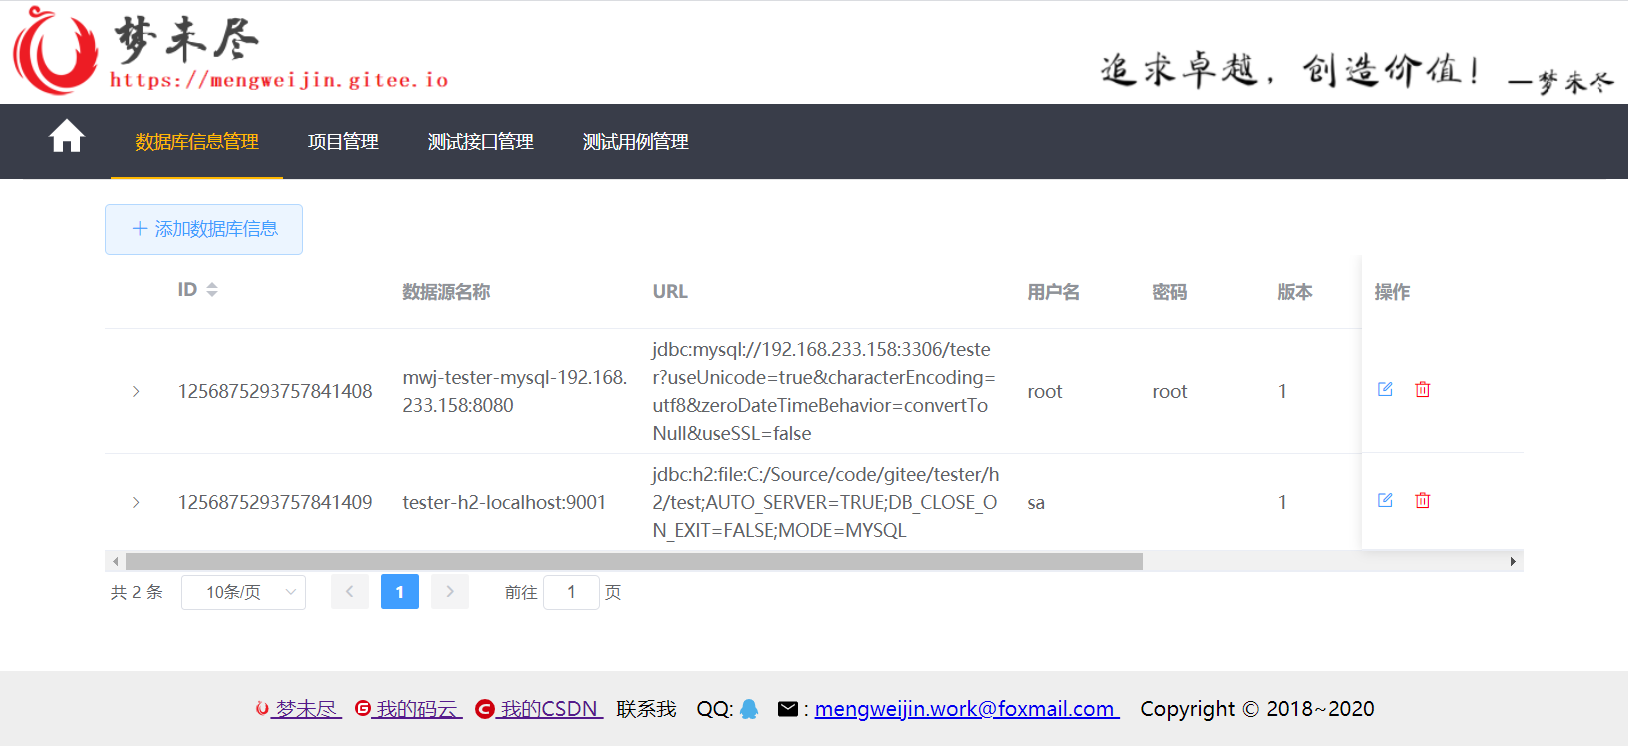 梦未尽
https://mengweijin.gitee.io
追求卓越，创造价值！ —梦未尽
数据库信息管理 项目管理 测试接口管理 测试用例管理
添加数据库信息
ID 数据源名称 URL 用户名 密码 版本 操作
1256875293757841408 mwj-tester-mysql-192.168.233.158:8080 jdbc:mysql://192.168.233.158:3306/teste
r?useUnicode=true&characterEncoding=
utf8&zeroDateTimeBehavior=convertTo
Null&useSSL=false root root 1
1256875293757841409 tester-h2-localhost:9001 jdbc:h2:file:C:/Source/code/gitee/tester/h
2/test;AUTO_SERVER=TRUE;DB_CLOSE_O
N_EXIT=FALSE;MODE=MYSQL sa 1
共 2 条 10条/页 1 前往 1 页
梦未尽 我的码云 我的CSDN 联系我 QQ: : mengweijin.work@foxmail.com Copyright © 2018~2020